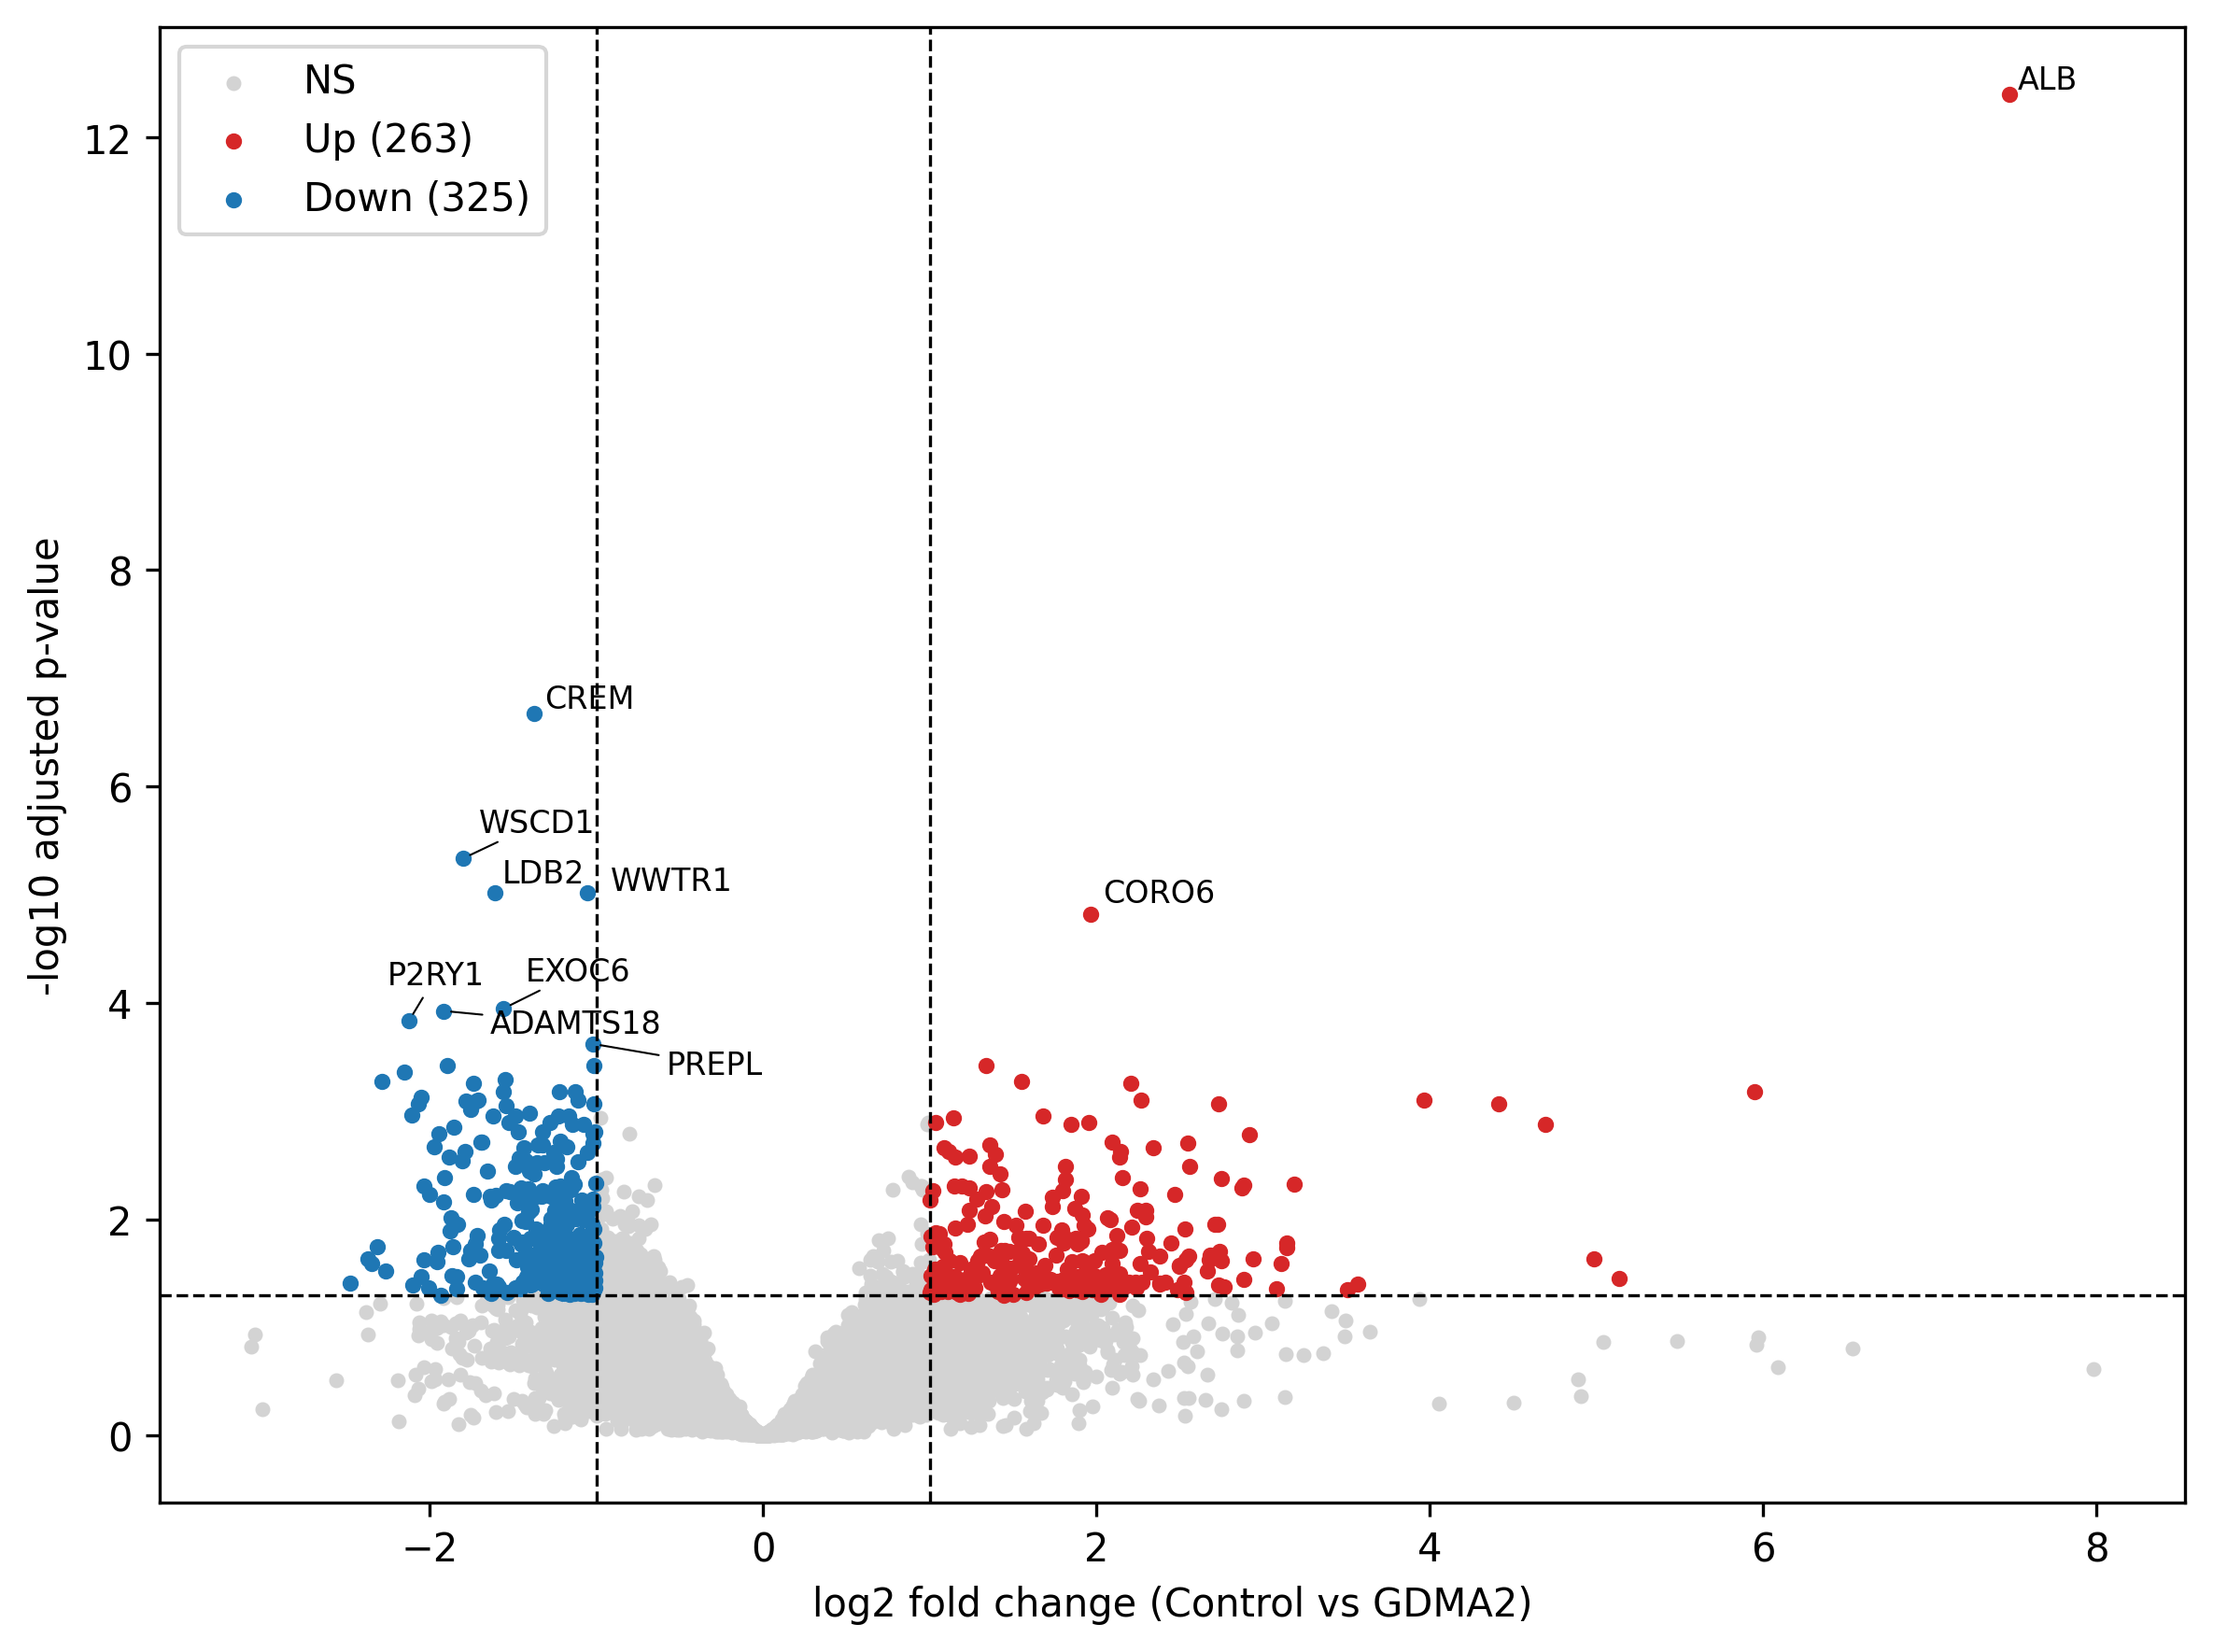 NS
Up (263)
Down (325)
ALB
CREM
WSCD1
LDB2
WWTR1
CORO6
P2RY1
EXOC6
ADAMTS18
PREPL
12
10
8
6
4
2
0
−2
0
2
4
6
8
-log10 adjusted p-value
log2 fold change (Control vs GDMA2)